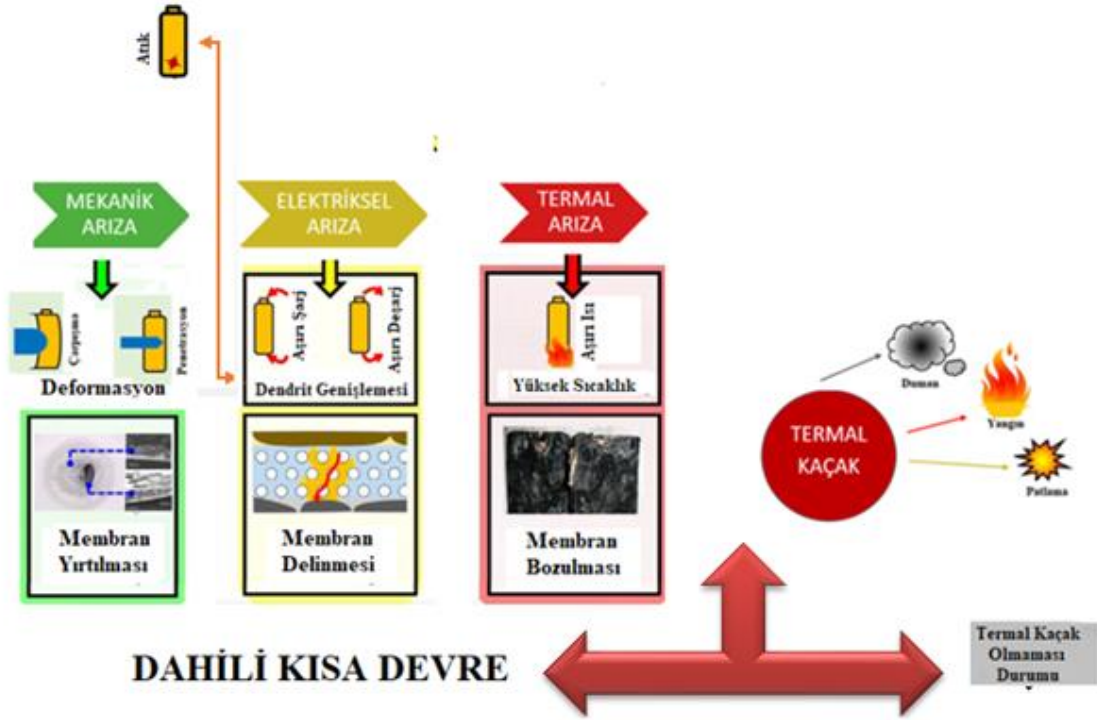 Atık
MEKANİK
ARIZA
ELEKTRİKSEL
ARIZA
TERMAL
ARIZA
Çarpışma
Penetrasyon
Deformasyon
Aşırı Şarj
Aşırı Deşarj
Dendrit Genişlemesi
Aşırı Isı
Yüksek Sıcaklık
Membran
Yırtılması
Membran
Delinmesi
Membran
Bozulması
TERMAL
KAÇAK
Duman
Yangın
Patlama
DAHİLİ KISA DEVRE
Termal Kaçak
Olmaması
Durumu